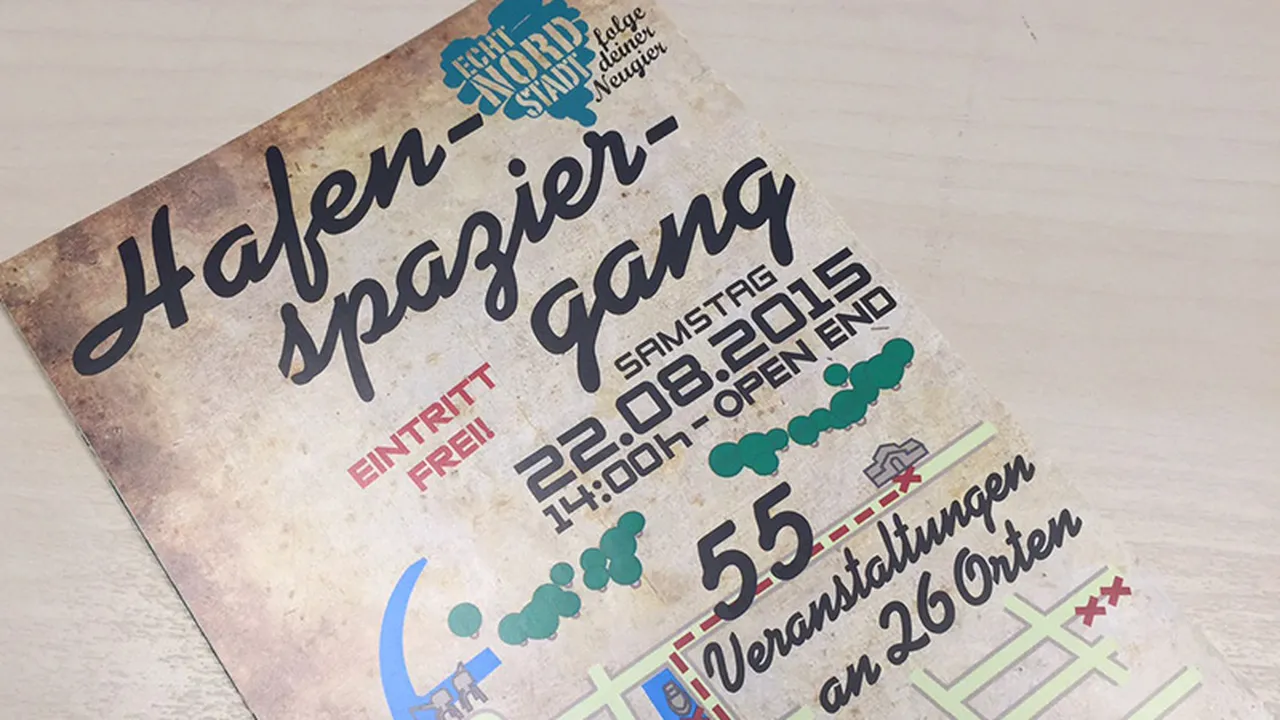 ECHT
NORD
STADT
folge
deiner
Neugier
Hafen-
spazier-
gang
SAMSTAG
22.08.2015
14:00h - OPEN END
EINTRITT
FREI!
55
Veranstaltungen
an 26 Orten